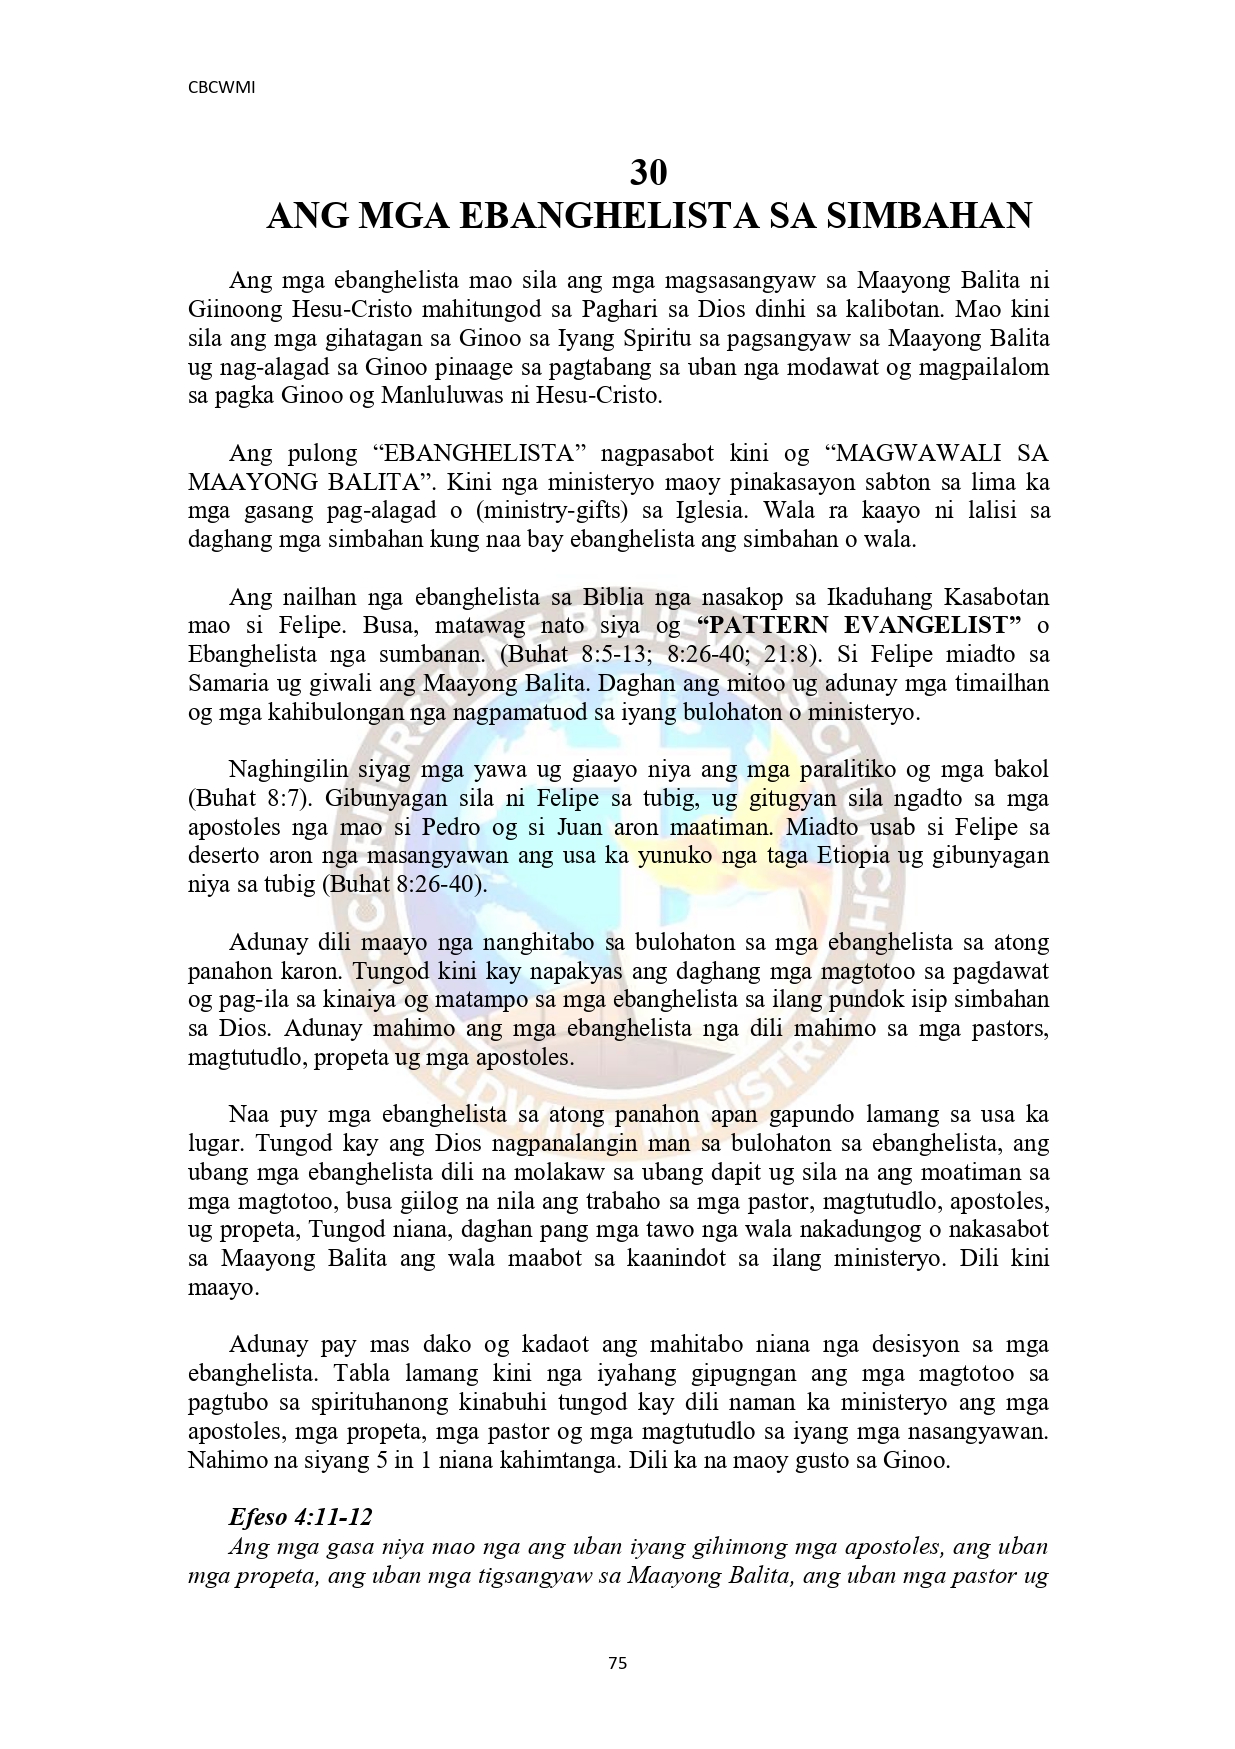 CBCWMI
30
ANG MGA EBANGHELISTA SA SIMBAHAN
Ang mga ebanghelista mao sila ang mga magsasangyaw sa Maayong Balita ni
Giinoong Hesu-Cristo mahitungod sa Paghari sa Dios dinhi sa kalibotan. Mao kini
sila ang mga gihatagan sa Ginoo sa Iyang Spiritu sa pagsangyaw sa Maayong Balita
ug nag-alagad sa Ginoo pinaage sa pagtabang sa uban nga modawat og magpailalom
sa pagka Ginoo og Manluluwas ni Hesu-Cristo.
Ang pulong “EBANGHELISTA” nagpasabot kini og “MAGWAWALI SA
MAAYONG BALITA”. Kini nga ministeryo maoy pinakasayon sabton sa lima ka
mga gasang pag-alagad o (ministry-gifts) sa Iglesia. Wala ra kaayo ni lalisi sa
daghang mga simbahan kung naa bay ebanghelista ang simbahan o wala.
Ang nailhan nga ebanghelista sa Biblia nga nasakop sa Ikaduhang Kasabotan
mao si Felipe. Busa, matawag nato siya og “PATTERN EVANGELIST” o
Ebanghelista nga sumbanan. (Buhat 8:5-13; 8:26-40; 21:8). Si Felipe miadto sa
Samaria ug giwali ang Maayong Balita. Daghan ang mitoo ug adunay mga timailhan
og mga kahibulongan nga nagpamatuod sa iyang bulohaton o ministeryo.
Naghingilin siyag mga yawa ug giaayo niya ang mga paralitiko og mga bakol
(Buhat 8:7). Gibunyagan sila ni Felipe sa tubig, ug gitugyan sila ngadto sa mga
apostoles nga mao si Pedro og si Juan aron maatiman. Miadto usab si Felipe sa
deserto aron nga masangyawan ang usa ka yunuko nga taga Etiopia ug gibunyagan
niya sa tubig (Buhat 8:26-40).
Adunay dili maayo nga nanghitabo sa bulohaton sa mga ebanghelista sa atong
panahon karon. Tungod kini kay napakyas ang daghang mga magtotoo sa pagdawat
og pag-ila sa kinaiya og matampo sa mga ebanghelista sa ilang pundok isip simbahan
sa Dios. Adunay mahimo ang mga ebanghelista nga dili mahimo sa mga pastors,
magtutudlo, propeta ug mga apostoles.
Naa puy mga ebanghelista sa atong panahon apan gapundo lamang sa usa ka
lugar. Tungod kay ang Dios nagpanalangin man sa bulohaton sa ebanghelista, ang
ubang mga ebanghelista dili na molakaw sa ubang dapit ug sila na ang moatiman sa
mga magtotoo, busa giilog na nila ang trabaho sa mga pastor, magtutudlo, apostoles,
ug propeta, Tungod niana, daghan pang mga tawo nga wala nakadungog o nakasabot
sa Maayong Balita ang wala maabot sa kaanindot sa ilang ministeryo. Dili kini
maayo.
Adunay pay mas dako og kadaot ang mahitabo niana nga desisyon sa mga
ebanghelista. Tabla lamang kini nga iyahang gipugngan ang mga magtotoo sa
pagtubo sa spirituhanong kinabuhi tungod kay dili naman ka ministeryo ang mga
apostoles, mga propeta, mga pastor og mga magtutudlo sa iyang mga nasangyawan.
Nahimo na siyang 5 in 1 niana kahimtanga. Dili ka na maoy gusto sa Ginoo.
Efeso 4:11-12
Ang mga gasa niya mao nga ang uban iyang gihimong mga apostoles, ang uban
mga propeta, ang uban mga tigsangyaw sa Maayong Balita, ang uban mga pastor ug
CORNERSTONE BELIEVERS CHURCH
WORLDWIDE MINISTRIES
75